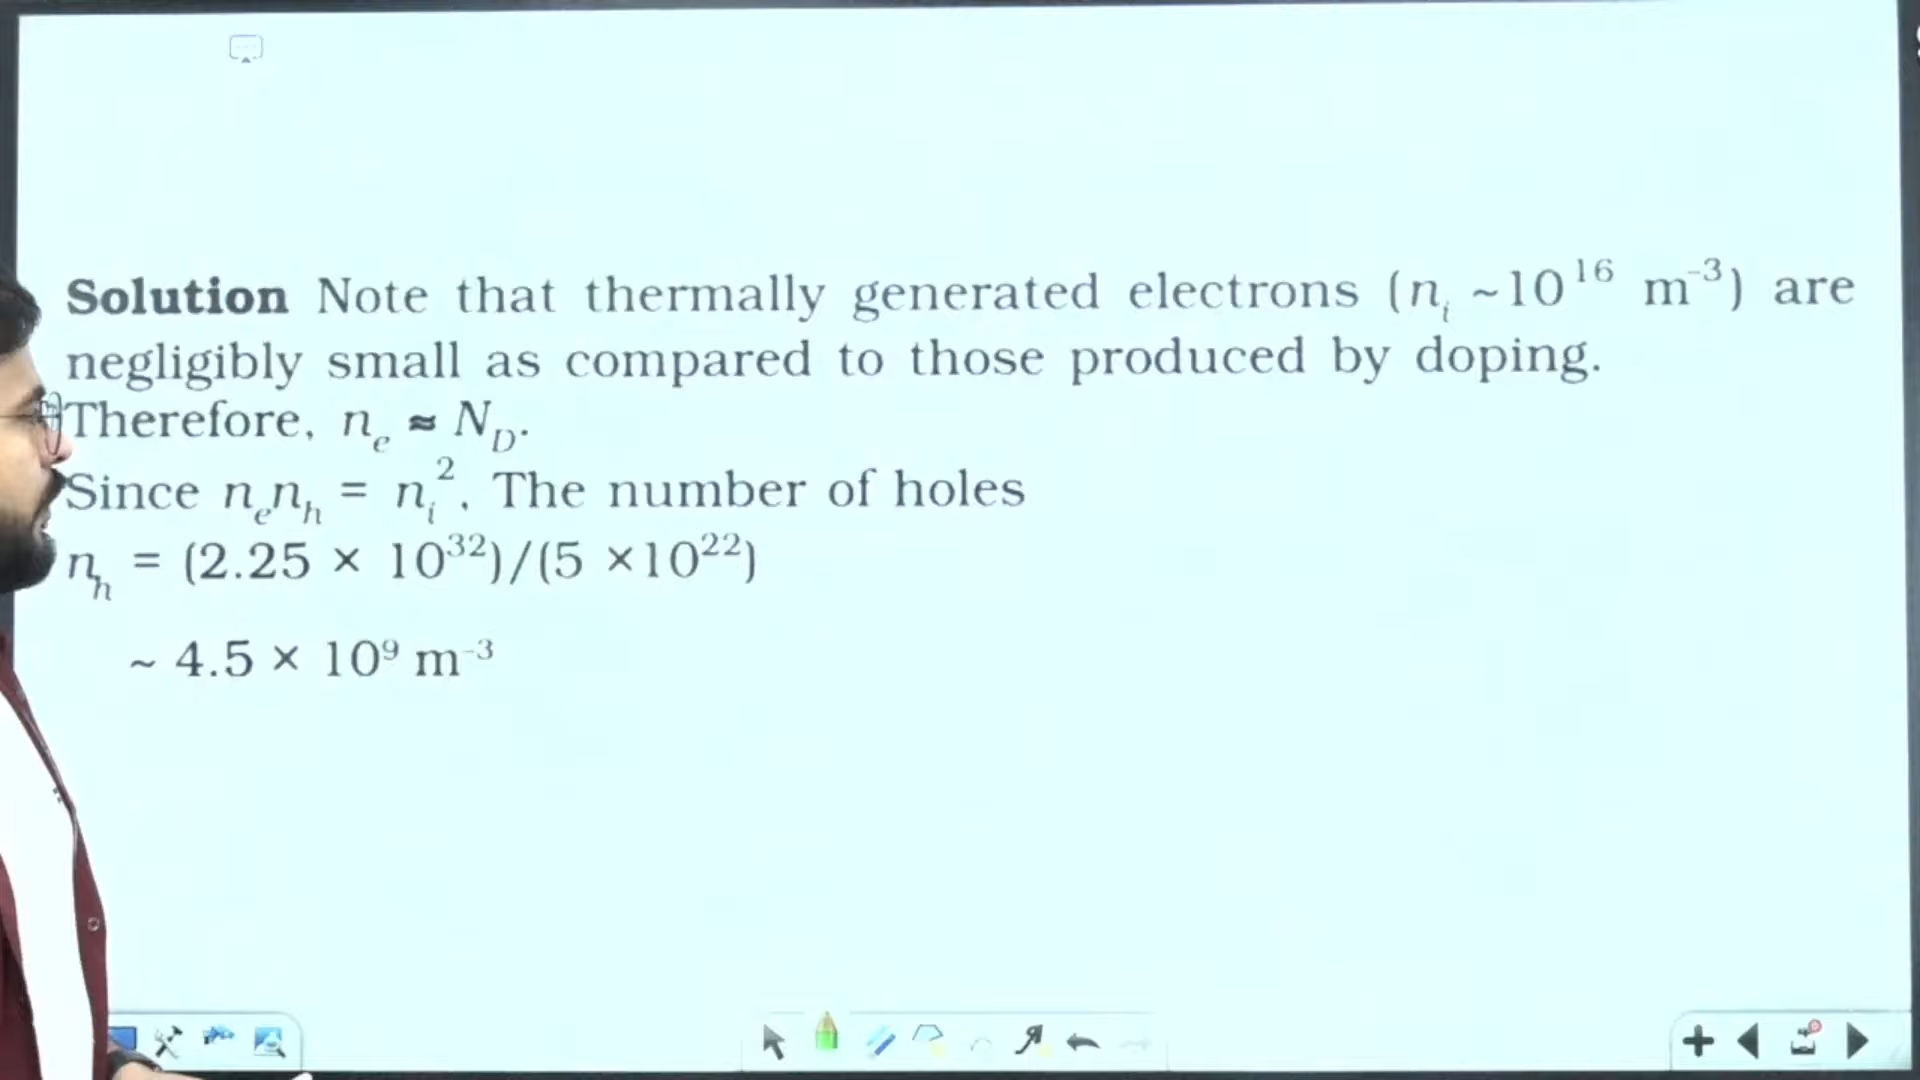 Solution Note that thermally generated electrons (nᵢ ~10¹⁶ m⁻³) are
negligibly small as compared to those produced by doping.
Therefore, nₑ ≈ N_D.
Since nₑnₕ = nᵢ². The number of holes
nₕ = (2.25 × 10³²)/(5 ×10²²)
~ 4.5 × 10⁹ m⁻³